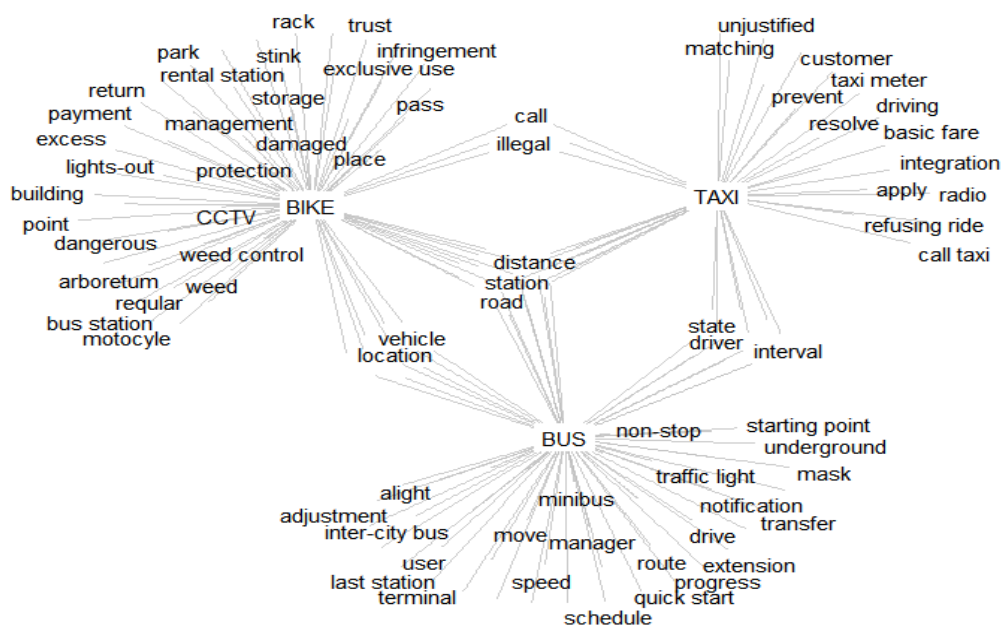 rack
trust
unjustified
park
stink
infringement
matching
customer
rental station
exclusive use
taxi meter
return
storage
pass
prevent
driving
payment
management
call
resolve
basic fare
excess
damaged
illegal
lights-out
protection
place
integration
building
CCTV
BIKE
TAXI
apply
radio
point
dangerous
refusing ride
weed control
distance
call taxi
arboretum
weed
station
reqular
road
bus station
motocyle
vehicle
state
location
driver
interval
BUS
non-stop
starting point
underground
alight
minibus
traffic light
mask
adjustment
notification
inter-city bus
move
manager
drive
transfer
user
route
extension
last station
speed
progress
terminal
quick start
schedule